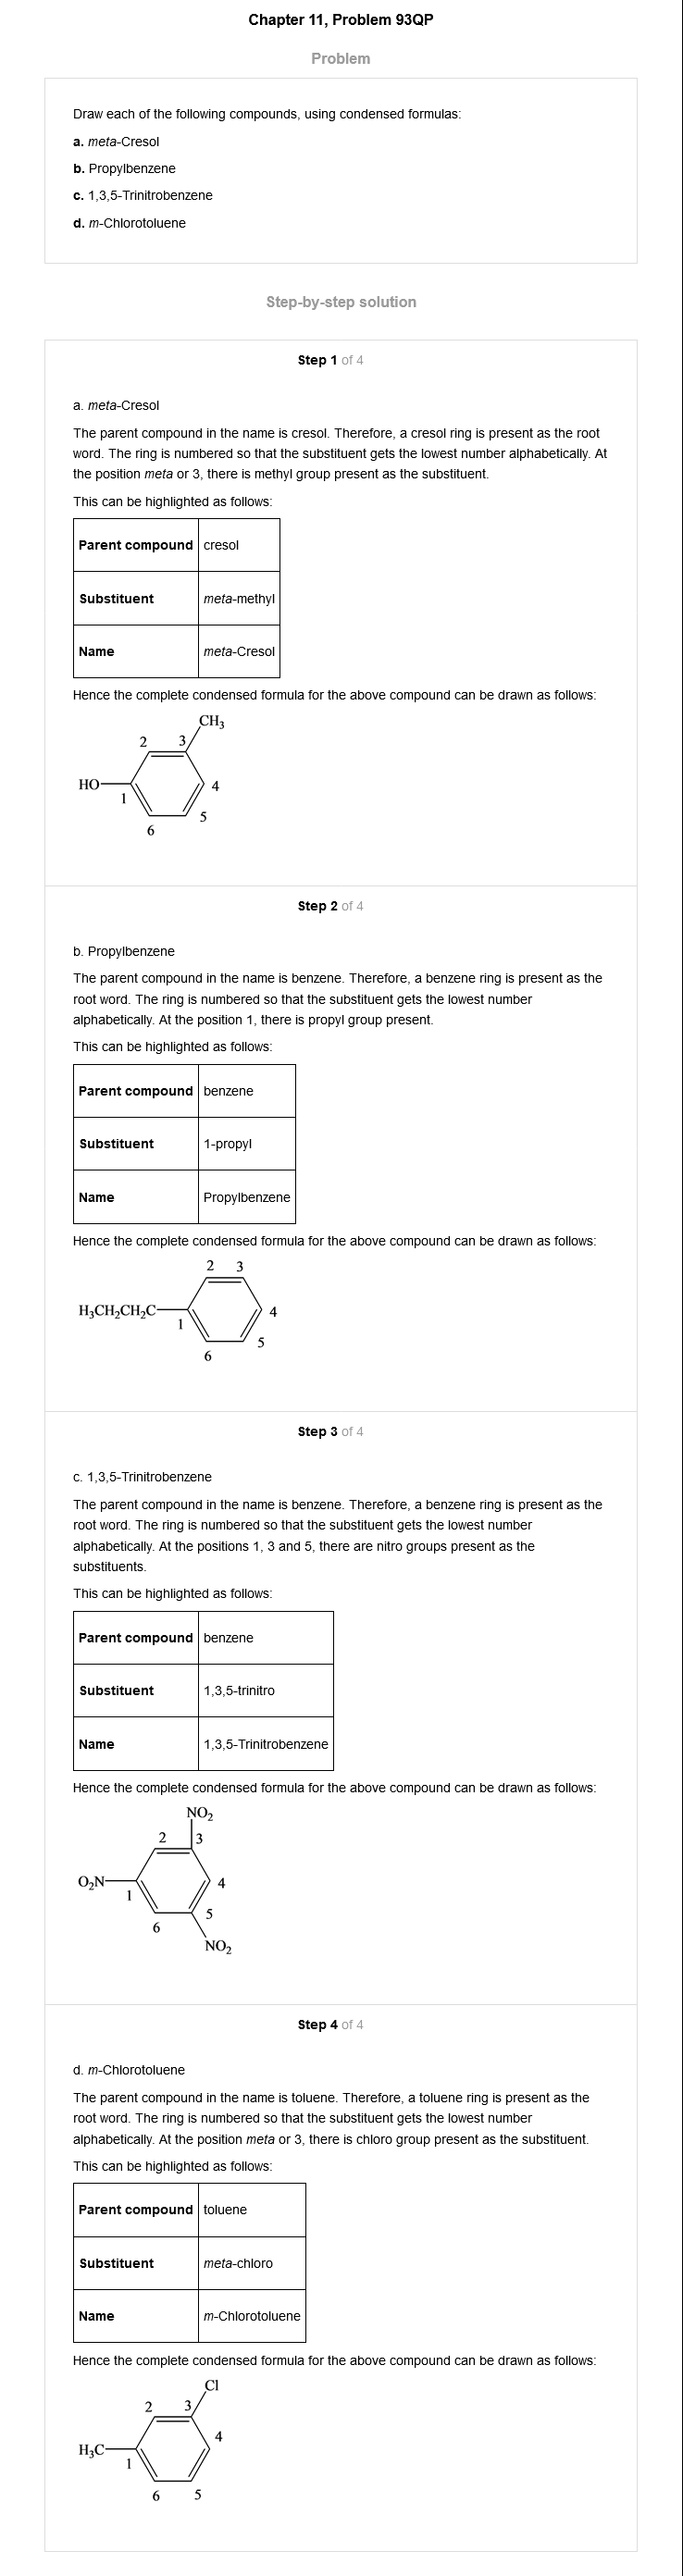 Chapter 11, Problem 93QP
Problem
Draw each of the following compounds, using condensed formulas:
a. meta-Cresol
b. Propylbenzene
c. 1,3,5-Trinitrobenzene
d. m-Chlorotoluene
Step-by-step solution
Step 1 of 4
a. meta-Cresol
The parent compound in the name is cresol. Therefore, a cresol ring is present as the root
word. The ring is numbered so that the substituent gets the lowest number alphabetically. At
the position meta or 3, there is methyl group present as the substituent.
This can be highlighted as follows:
Parent compound cresol
Substituent meta-methyl
Name meta-Cresol
Hence the complete condensed formula for the above compound can be drawn as follows:
CH3
2 3
HO 4
1
5
6
Step 2 of 4
b. Propylbenzene
The parent compound in the name is benzene. Therefore, a benzene ring is present as the
root word. The ring is numbered so that the substituent gets the lowest number
alphabetically. At the position 1, there is propyl group present.
This can be highlighted as follows:
Parent compound benzene
Substituent 1-propyl
Name Propylbenzene
Hence the complete condensed formula for the above compound can be drawn as follows:
2 3
H3CH2CH2C 4
1
5
6
Step 3 of 4
c. 1,3,5-Trinitrobenzene
The parent compound in the name is benzene. Therefore, a benzene ring is present as the
root word. The ring is numbered so that the substituent gets the lowest number
alphabetically. At the positions 1, 3 and 5, there are nitro groups present as the
substituents.
This can be highlighted as follows:
Parent compound benzene
Substituent 1,3,5-trinitro
Name 1,3,5-Trinitrobenzene
Hence the complete condensed formula for the above compound can be drawn as follows:
NO2
2 3
O2N 4
1
5
6
NO2
Step 4 of 4
d. m-Chlorotoluene
The parent compound in the name is toluene. Therefore, a toluene ring is present as the
root word. The ring is numbered so that the substituent gets the lowest number
alphabetically. At the position meta or 3, there is chloro group present as the substituent.
This can be highlighted as follows:
Parent compound toluene
Substituent meta-chloro
Name m-Chlorotoluene
Hence the complete condensed formula for the above compound can be drawn as follows:
Cl
2 3
4
H3C
1
6 5